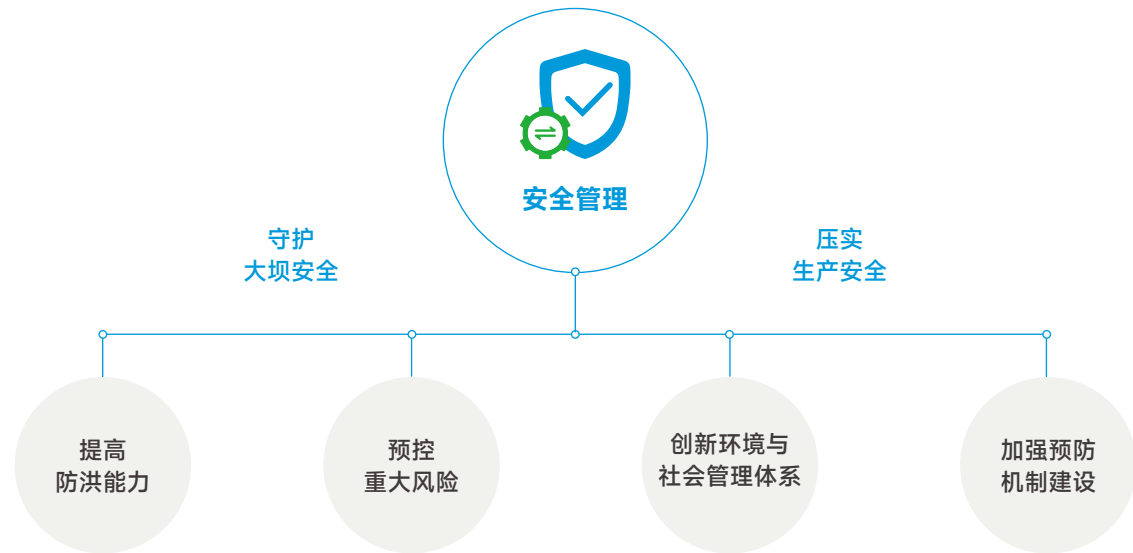 安全管理
守护
大坝安全
压实
生产安全
提高
防洪能力
预控
重大风险
创新环境与
社会管理体系
加强预防
机制建设